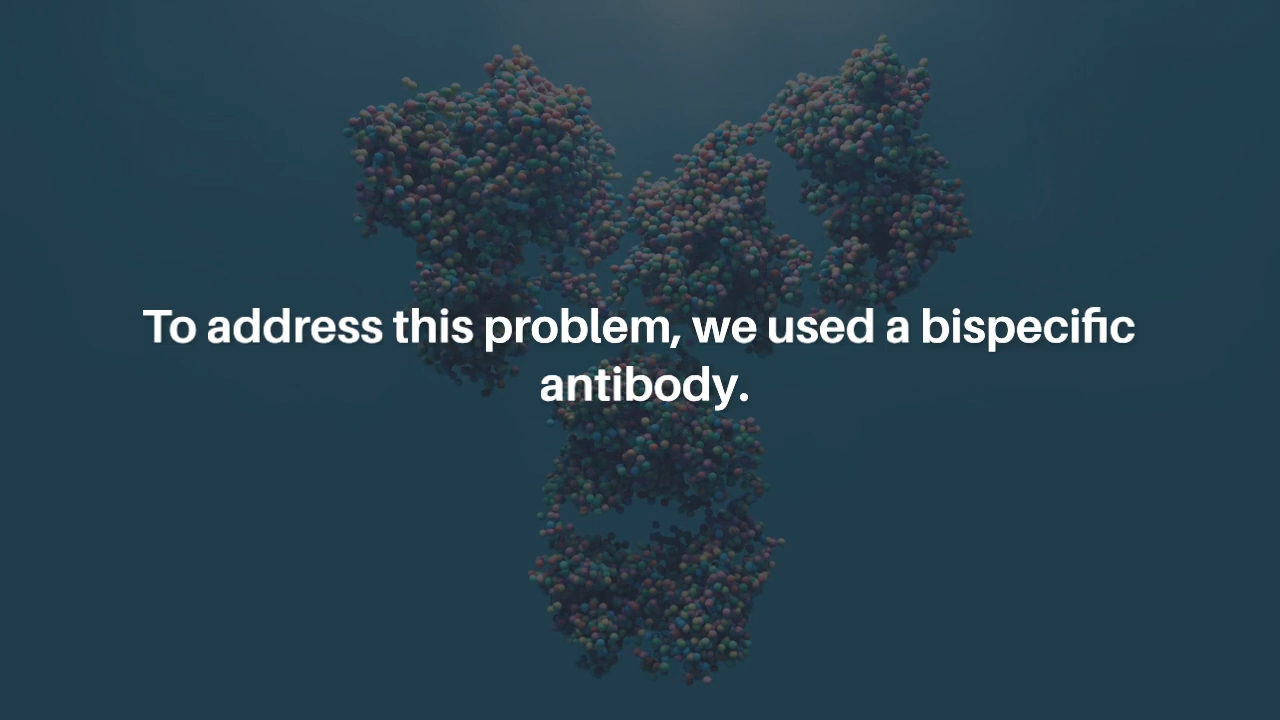 To address this problem, we used a bispecific
antibody.